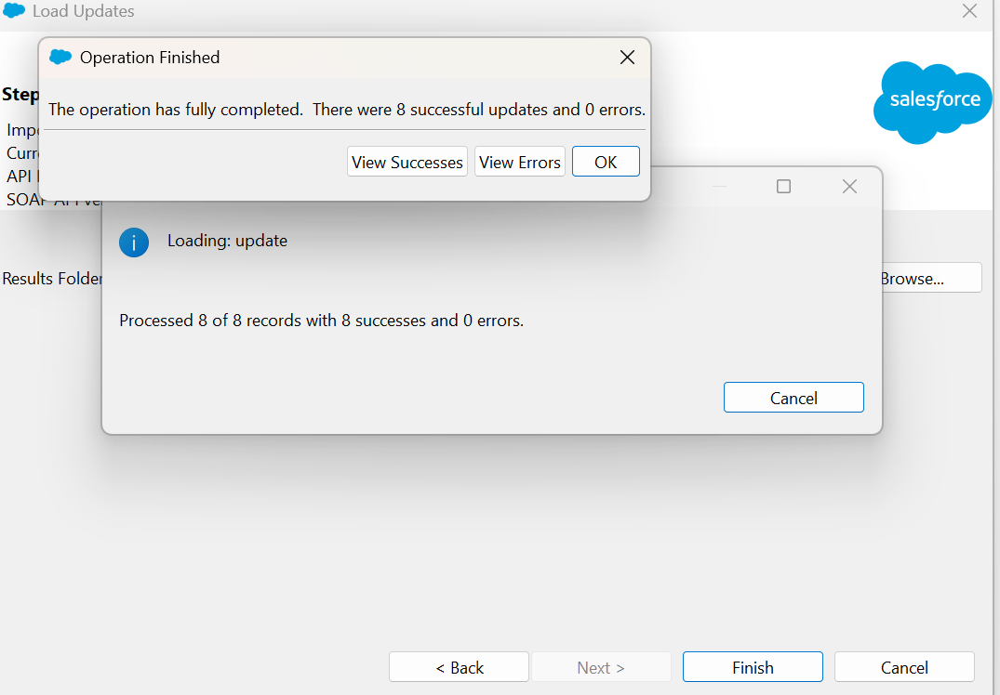 Load Updates
Operation Finished
The operation has fully completed.  There were 8 successful updates and 0 errors.
View Successes
View Errors
OK
salesforce
Step
Curr
API
SOAP API ve
Loading: update
Results Folder
Browse...
Processed 8 of 8 records with 8 successes and 0 errors.
Cancel
< Back
Next >
Finish
Cancel